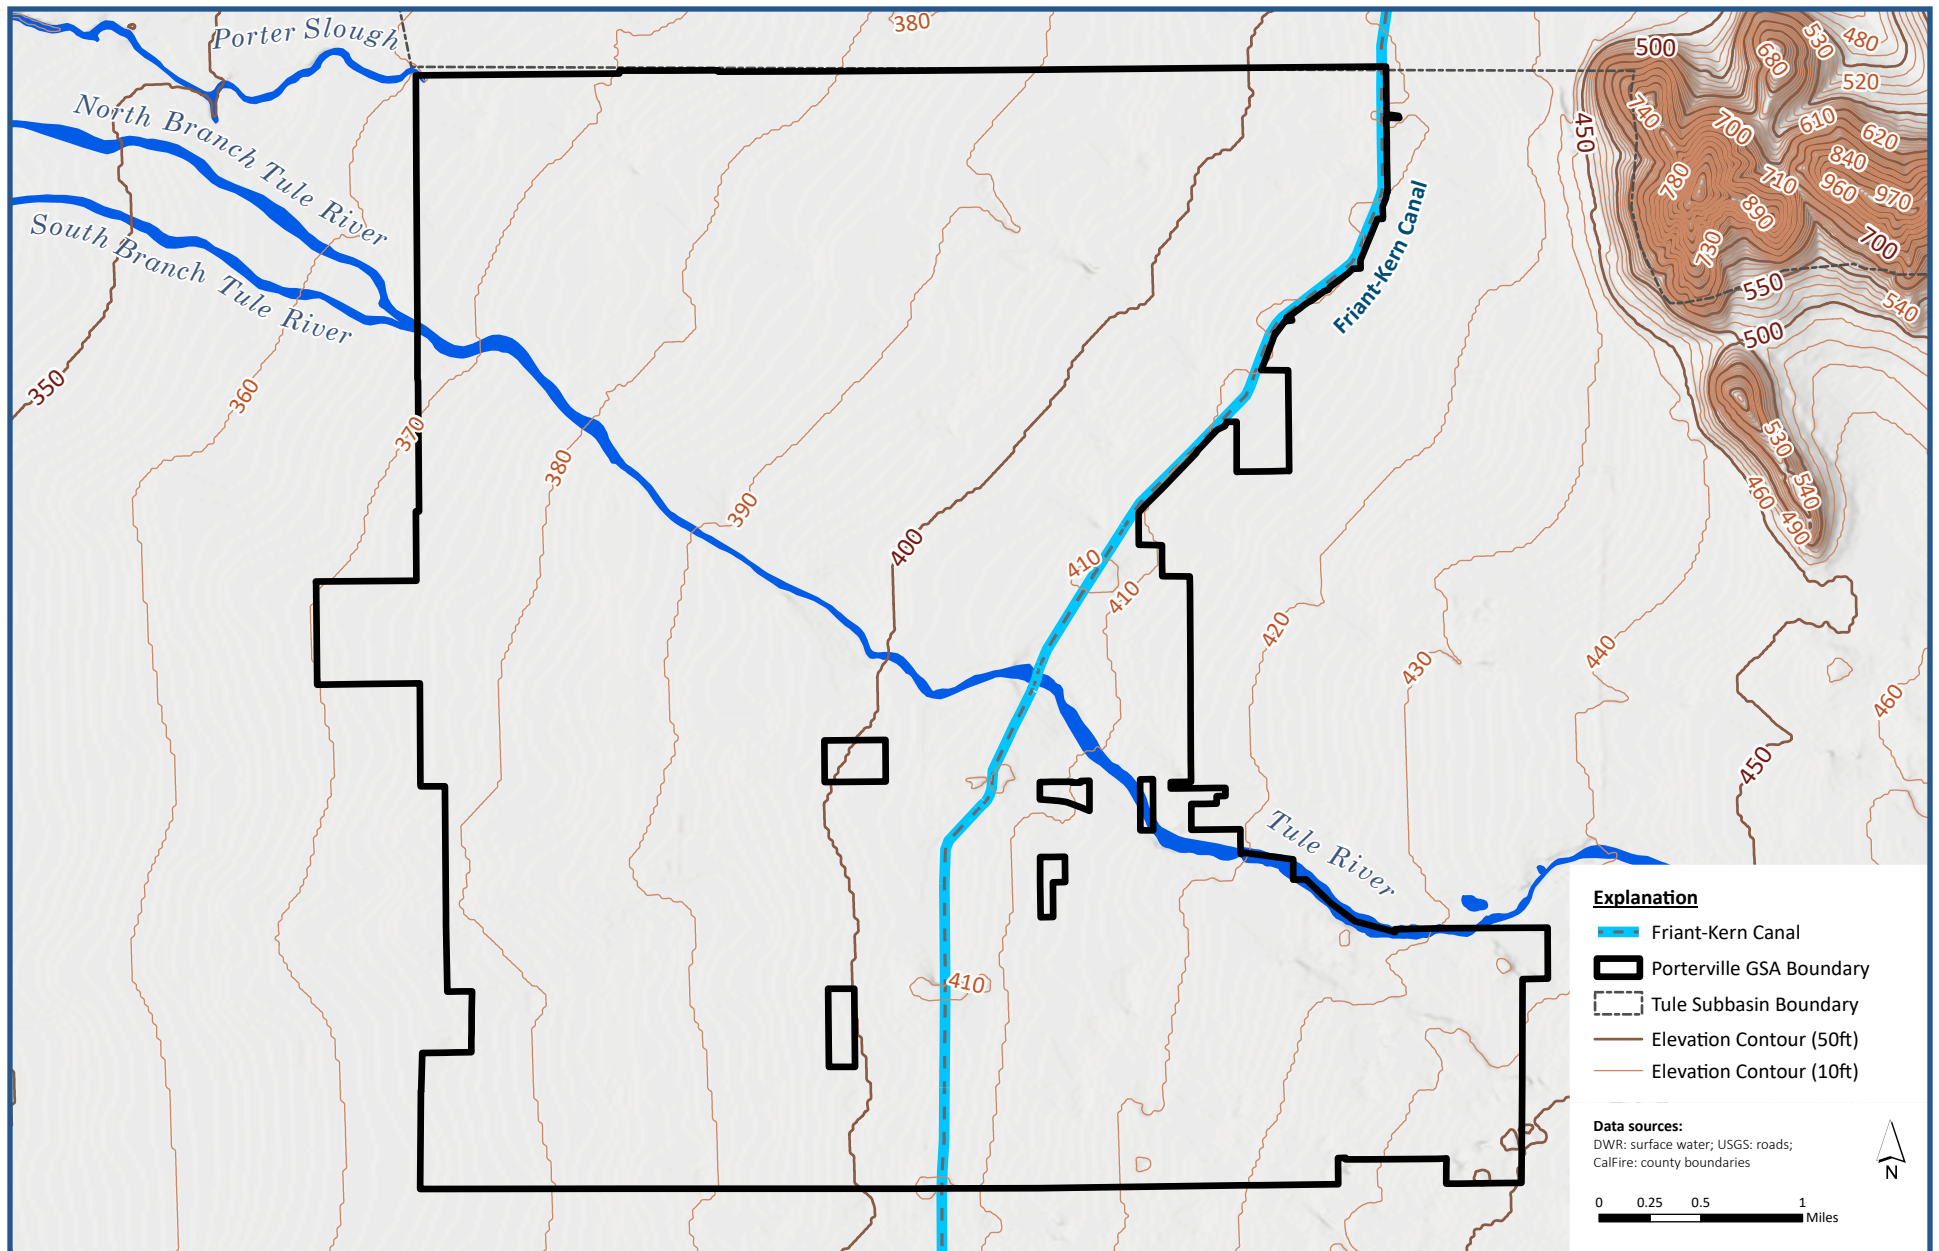 380
Porter Slough
500
530
480
680
520
North Branch Tule River
740
700
610
620
450
840
780
710
960
970
890
South Branch Tule River
730
700
Friant-Kern Canal
550
540
500
350
360
370
530
380
460
540
390
490
400
410
410
420
430
440
460
450
Tule River
410
Explanation
Friant-Kern Canal
Porterville GSA Boundary
Tule Subbasin Boundary
Elevation Contour (50ft)
Elevation Contour (10ft)
Data sources:
DWR: surface water; USGS: roads;
CalFire: county boundaries
N
0 0.25 0.5 1
Miles